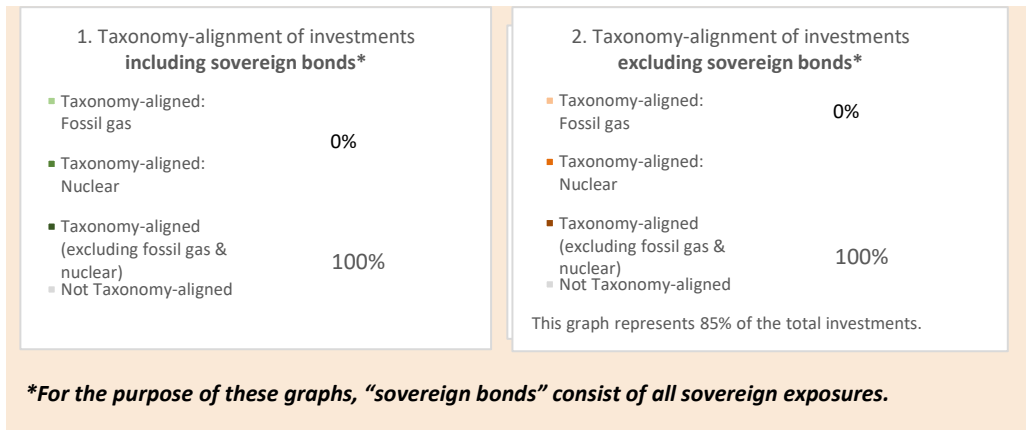 1. Taxonomy-alignment of investments
including sovereign bonds*
Taxonomy-aligned:
Fossil gas
0%
Taxonomy-aligned:
Nuclear
Taxonomy-aligned
(excluding fossil gas &
nuclear)
100%
Not Taxonomy-aligned
2. Taxonomy-alignment of investments
excluding sovereign bonds*
Taxonomy-aligned:
Fossil gas
0%
Taxonomy-aligned:
Nuclear
Taxonomy-aligned
(excluding fossil gas &
nuclear)
100%
Not Taxonomy-aligned
This graph represents 85% of the total investments.
*For the purpose of these graphs, “sovereign bonds” consist of all sovereign exposures.